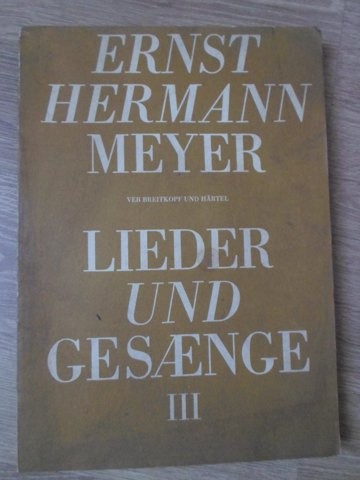 ERNST
HERMANN
MEYER
VEB BREITKOPF UND HÄRTEL
LIEDER
UND
GESÆNGE
III